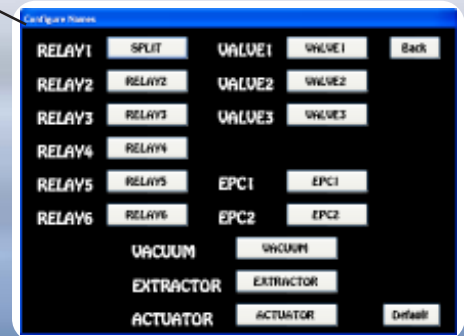 Configure Names
RELAY1 SPLIT VALVE1 VALVE1 Back
RELAY2 RELAY2 VALVE2 VALVE2
RELAY3 RELAY3 VALVE3 VALVE3
RELAY4 RELAY4
RELAY5 RELAY5 EPC1 EPC1
RELAY6 RELAY6 EPC2 EPC2
VACUUM VACUUM
EXTRACTOR EXTRACTOR
ACTUATOR ACTUATOR Default